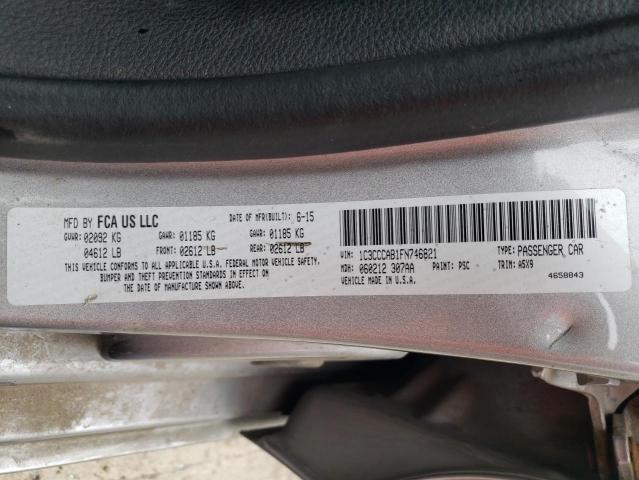 MFD BY FCA US LLC
DATE OF MFR(BUILT): 6-15
GVWR: 02092 KG GAWR: 01185 KG GAWR: 01185 KG
04612 LB FRONT: 02612 LB REAR: 02612 LB
THIS VEHICLE CONFORMS TO ALL APPLICABLE U.S.A. FEDERAL MOTOR VEHICLE SAFETY,
BUMPER AND THEFT PREVENTION STANDARDS IN EFFECT ON
THE DATE OF MANUFACTURE SHOWN ABOVE.
VIN: 1C3CCCAB1FN746821 TYPE: PASSENGER CAR
MDH: 060212 307AA PAINT: PSC TRIM: A5X9
VEHICLE MADE IN U.S.A. 4658843